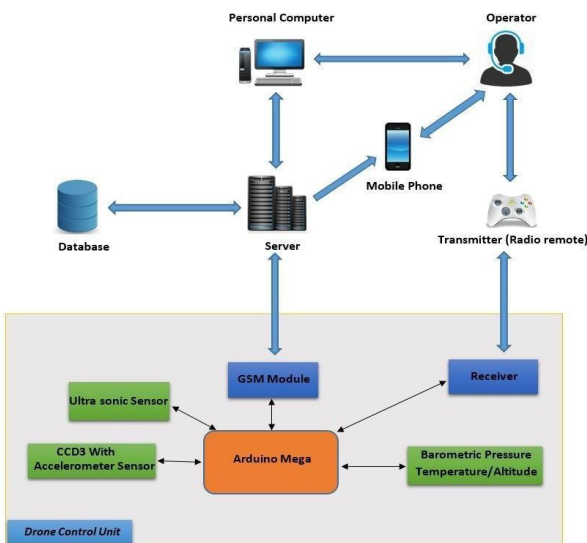 Personal Computer
Operator
Mobile Phone
Database
Server
Transmitter (Radio remote)
GSM Module
Receiver
Ultra sonic Sensor
CCD3 With
Accelerometer Sensor
Arduino Mega
Barometric Pressure
Temperature/Altitude
Drone Control Unit